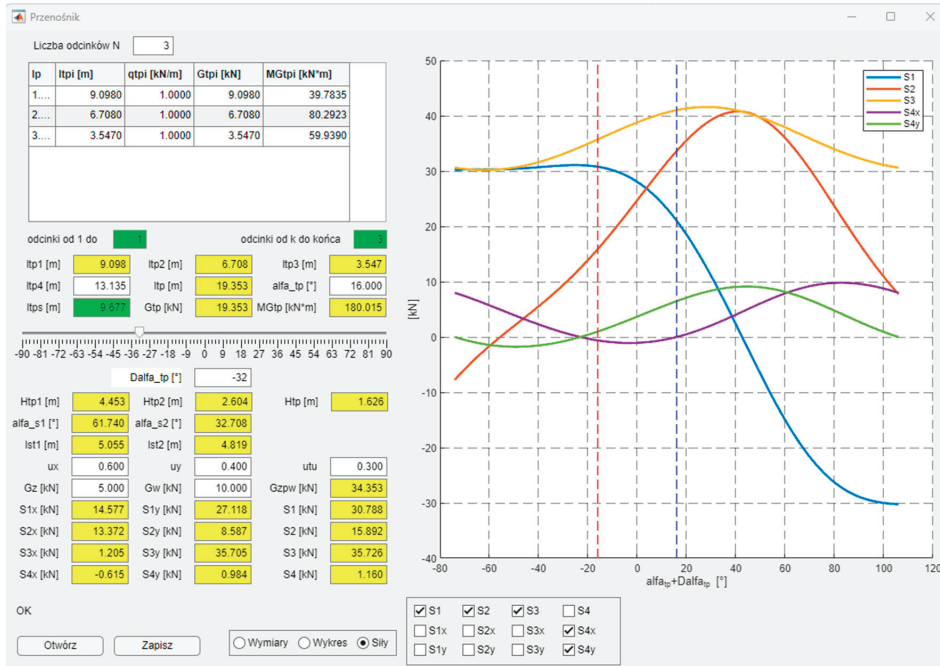 Przenośnik
Liczba odcinków N 3
lp ltpi [m] qtpi [kN/m] Gtpi [kN] MGtpi [kN*m]
1.... 9.0980 1.0000 9.0980 39.7835
2.... 6.7080 1.0000 6.7080 80.2923
3.... 3.5470 1.0000 3.5470 59.9390
odcinki od 1 do 1 odcinki od k do końca 3
ltp1 [m] 9.098 ltp2 [m] 6.708 ltp3 [m] 3.547
ltp4 [m] 13.135 ltp [m] 19.353 alfa_tp [°] 16.000
ltps [m] 9.677 Gtp [kN] 19.353 MGtp [kN*m] 180.015
-90 -81 -72 -63 -54 -45 -36 -27 -18 -9 0 9 18 27 36 45 54 63 72 81 90
Dalfa_tp [°] -32
Htp1 [m] 4.453 Htp2 [m] 2.604 Htp [m] 1.626
alfa_s1 [°] 61.740 alfa_s2 [°] 32.708
lst1 [m] 5.055 lst2 [m] 4.819
ux 0.600 uy 0.400 utu 0.300
Gz [kN] 5.000 Gw [kN] 10.000 Gzpw [kN] 34.353
S1x [kN] 14.577 S1y [kN] 27.118 S1 [kN] 30.788
S2x [kN] 13.372 S2y [kN] 8.587 S2 [kN] 15.892
S3x [kN] 1.205 S3y [kN] 35.705 S3 [kN] 35.726
S4x [kN] -0.615 S4y [kN] 0.984 S4 [kN] 1.160
OK
Otwórz Zapisz Wymiary Wykres Siły
50
40
30
20
10
0
-10
-20
-30
-40
[kN]
-80 -60 -40 -20 0 20 40 60 80 100 120
alfa_tp+Dalfa_tp [°]
S1
S2
S3
S4x
S4y
S1 S2 S3 S4
S1x S2x S3x S4x
S1y S2y S3y S4y